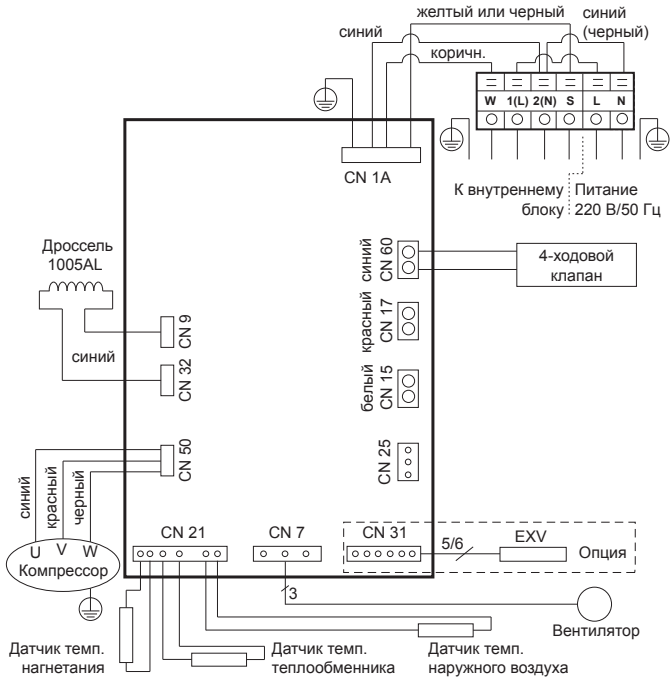 желтый или черный
синий
(черный)
синий
коричн.
W 1(L) 2(N) S L N
CN 1A
К внутреннему
блоку
Питание
220 В/50 Гц
Дроссель
1005AL
синий
CN 9
CN 32
CN 50
синий
CN 60
4-ходовой
клапан
красный
CN 17
белый
CN 15
CN 25
синий
красный
черный
U V W
Компрессор
CN 21
CN 7
CN 31
5/6
EXV
Опция
3
Вентилятор
Датчик темп.
нагнетания
Датчик темп.
теплообменника
Датчик темп.
наружного воздуха